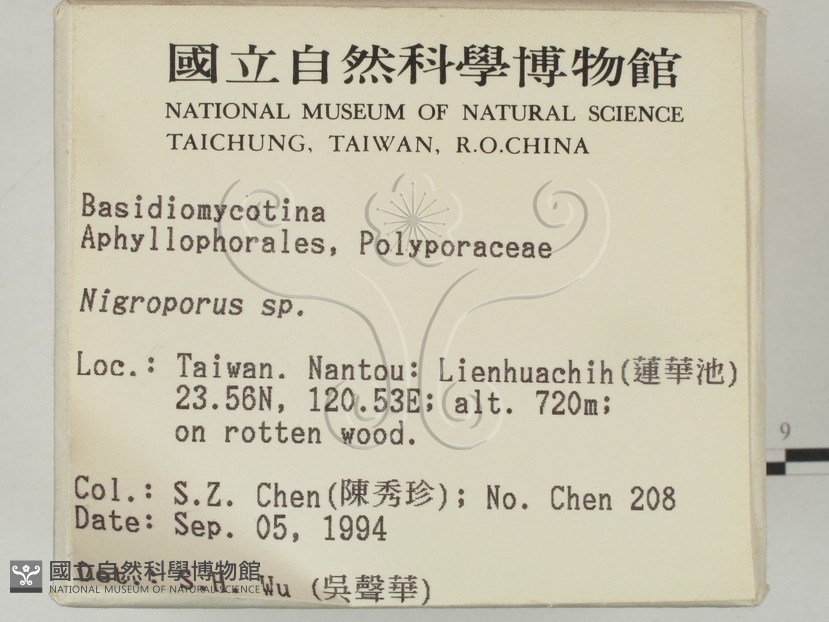 國立自然科學博物館
NATIONAL MUSEUM OF NATURAL SCIENCE
TAICHUNG, TAIWAN, R.O.CHINA
Basidiomycotina
Aphyllophorales, Polyporaceae
Nigroporus sp.
Loc.: Taiwan. Nantou: Lienhuachih(蓮華池)
23.56N, 120.53E; alt. 720m;
on rotten wood.
Col.: S.Z. Chen(陳秀珍); No. Chen 208
Date: Sep. 05, 1994
Det.: S.H. Wu (吳聲華)
國立自然科學博物館
NATIONAL MUSEUM OF NATURAL SCIENCE
9